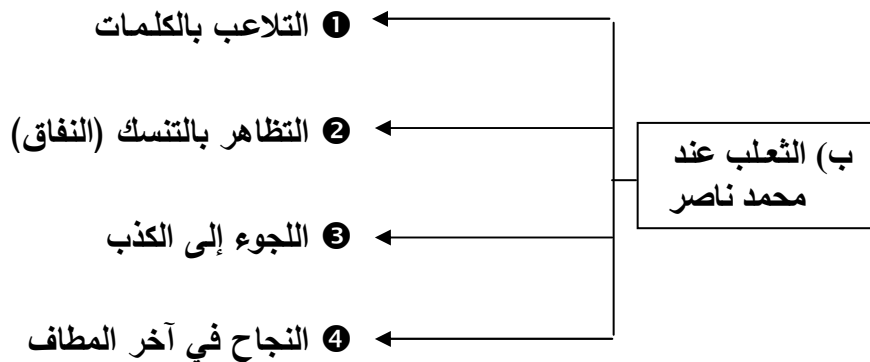 ب) الثعلب عند
محمد ناصر
❶ التلاعب بالكلمات
❷ التظاهر بالتنسك (النفاق)
❸ اللجوء إلى الكذب
❹ النجاح في آخر المطاف